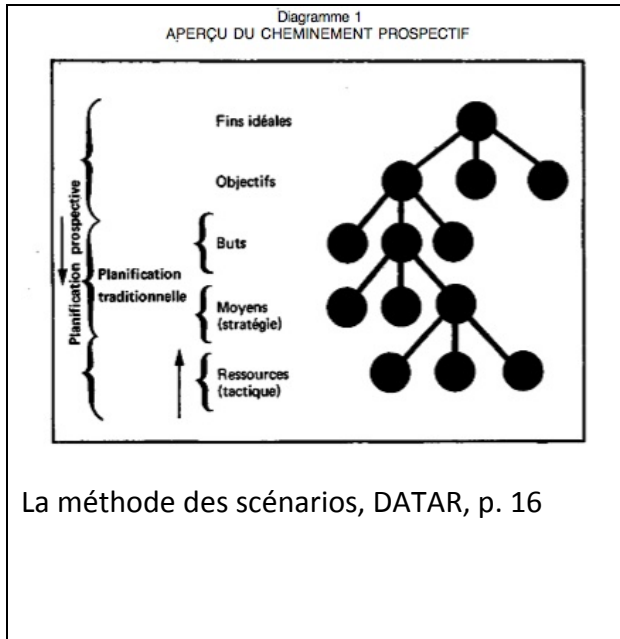 Diagramme 1
APERÇU DU CHEMINEMENT PROSPECTIF
Fins idéales
Objectifs
Buts
Planification prospective
Planification
traditionnelle
Moyens
(stratégie)
Ressources
(tactique)
La méthode des scénarios, DATAR, p. 16